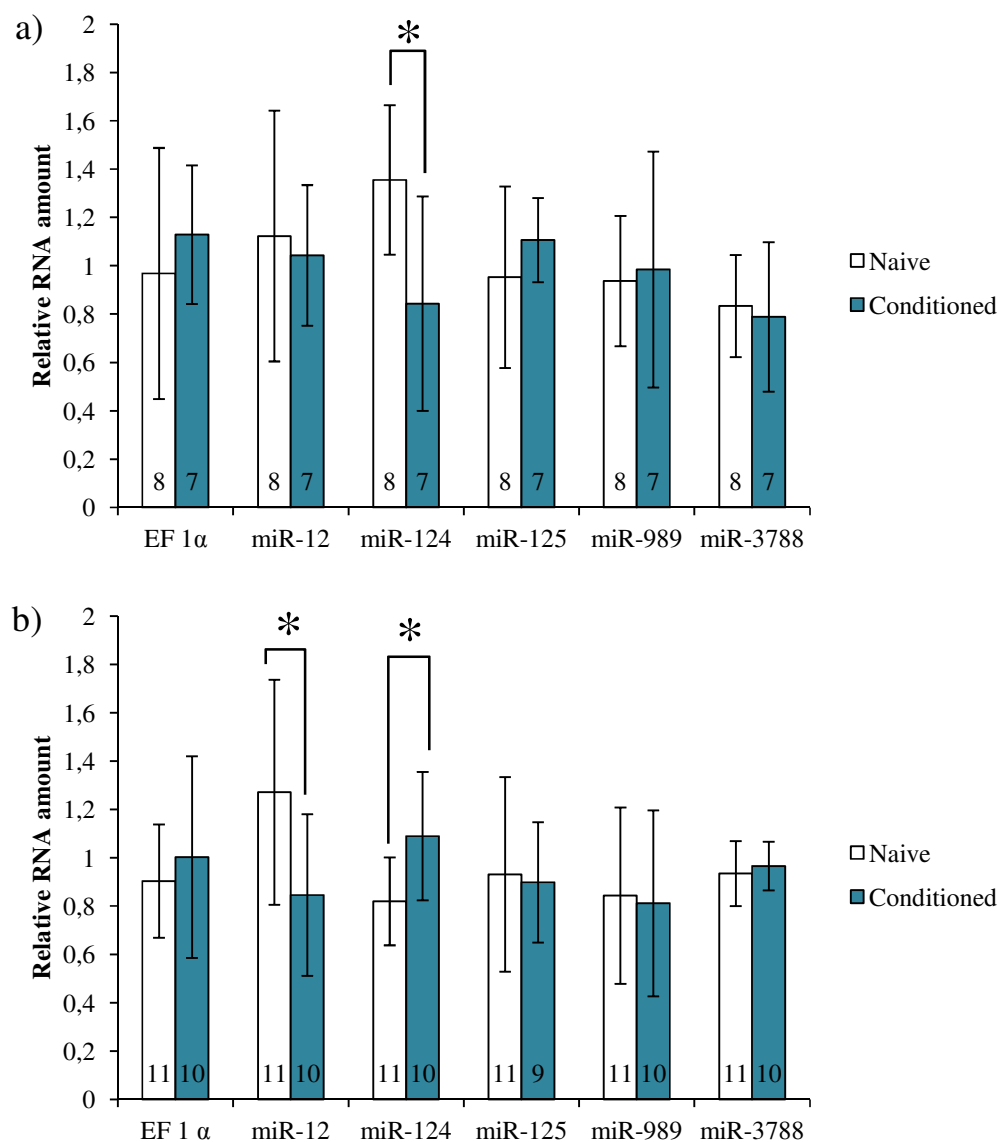 a)
*
Relative RNA amount
2
1,8
1,6
1,4
1,2
1
0,8
0,6
0,4
0,2
0
8 7 8 7 8 7 8 7 8 7 8 7
EF 1α miR-12 miR-124 miR-125 miR-989 miR-3788
Naive
Conditioned
b)
* *
Relative RNA amount
2
1,8
1,6
1,4
1,2
1
0,8
0,6
0,4
0,2
0
11 10 11 10 11 10 11 9 11 10 11 10
EF 1 α miR-12 miR-124 miR-125 miR-989 miR-3788
Naive
Conditioned